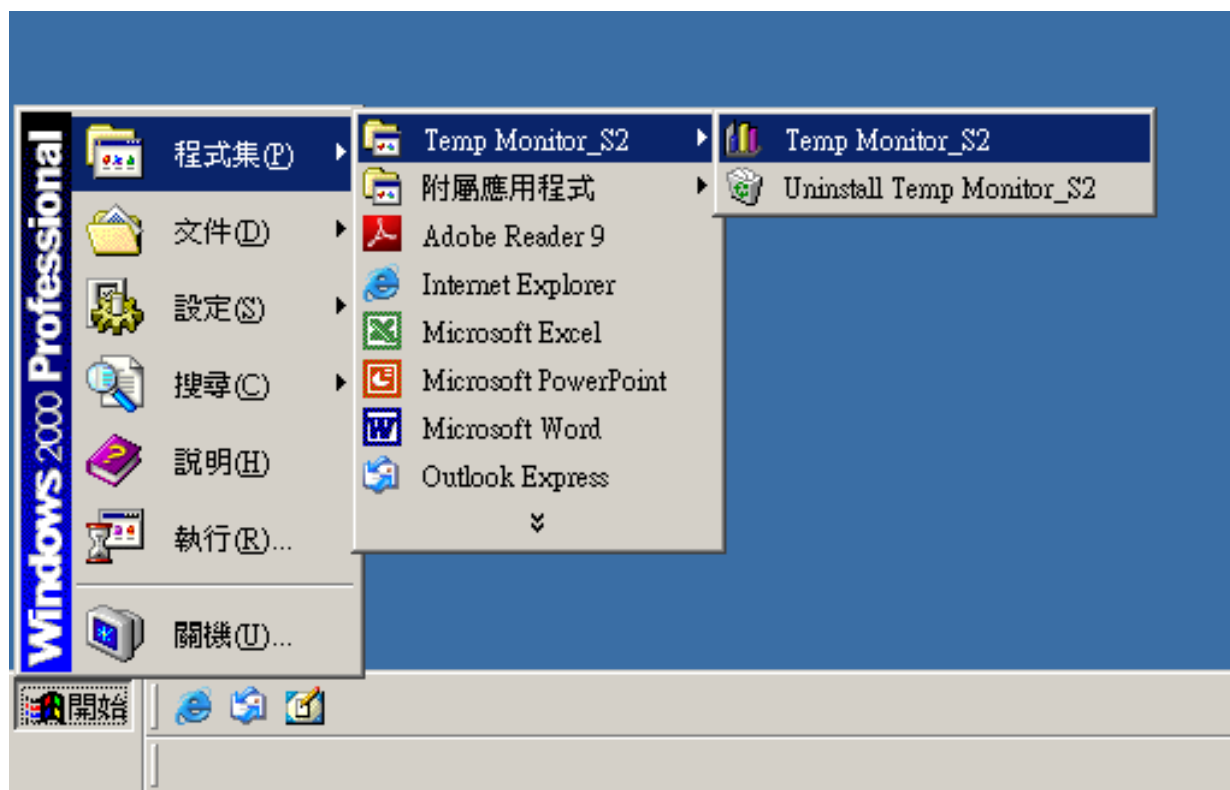 Windows 2000 Professional
程式集(P)
文件(D)
設定(S)
搜尋(C)
說明(H)
執行(R)...
關機(U)...
Temp Monitor_S2
附屬應用程式
Adobe Reader 9
Internet Explorer
Microsoft Excel
Microsoft PowerPoint
Microsoft Word
Outlook Express
Temp Monitor_S2
Uninstall Temp Monitor_S2
開始